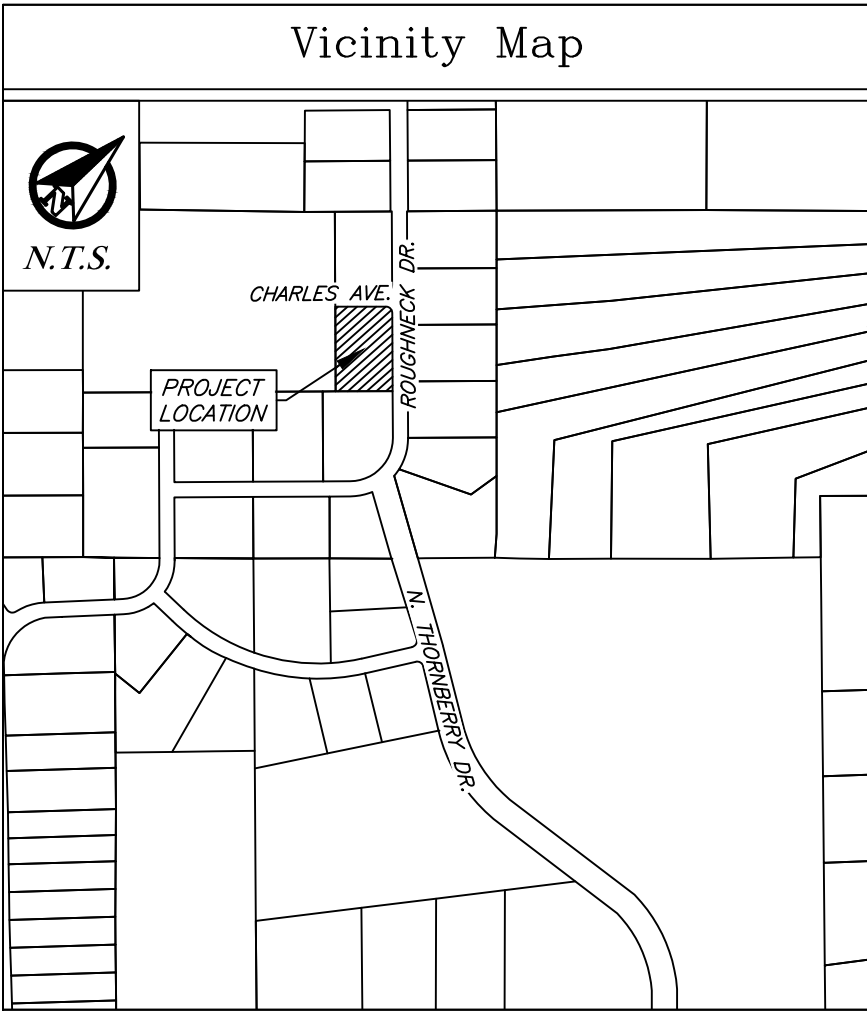 Vicinity Map
N
N.T.S.
CHARLES AVE.
ROUGHNECK DR.
PROJECT
LOCATION
N. THORNBERRY DR.